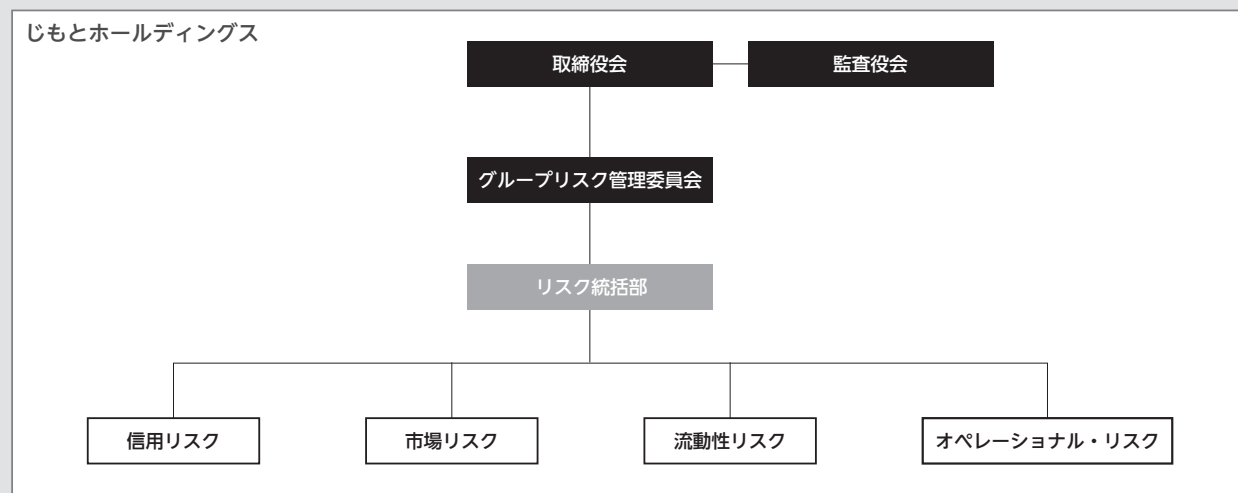 じもとホールディングス
取締役会
監査役会
グループリスク管理委員会
リスク統括部
信用リスク
市場リスク
流動性リスク
オペレーショナル・リスク